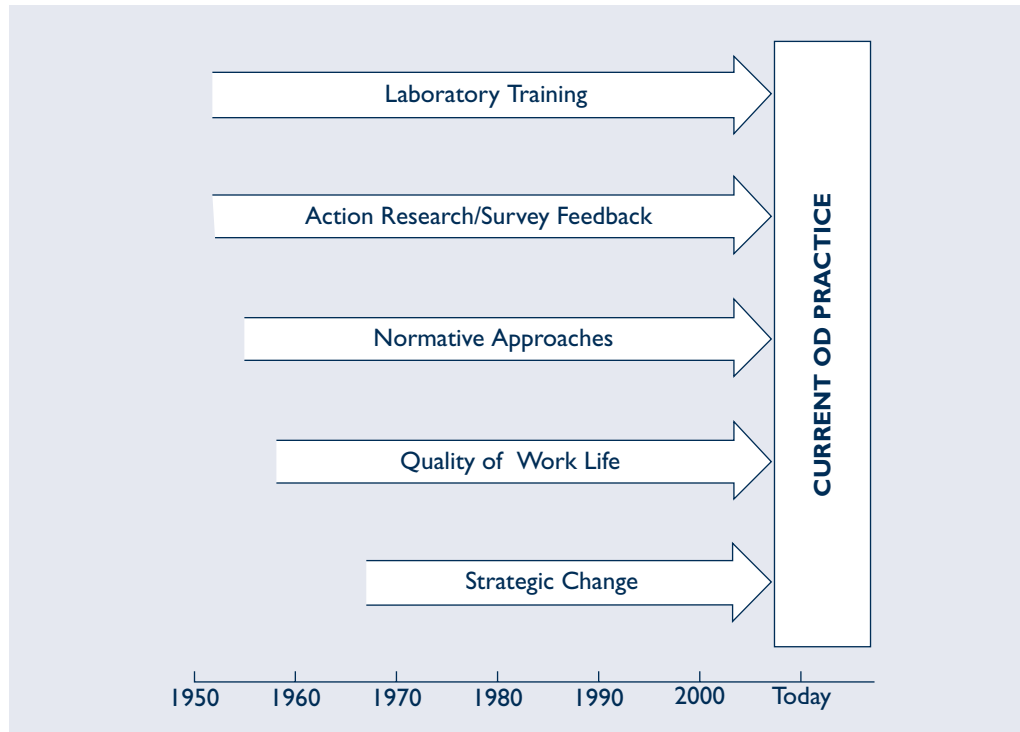 Laboratory Training
Action Research/Survey Feedback
Normative Approaches
Quality of Work Life
Strategic Change
CURRENT OD PRACTICE
1950 1960 1970 1980 1990 2000 Today